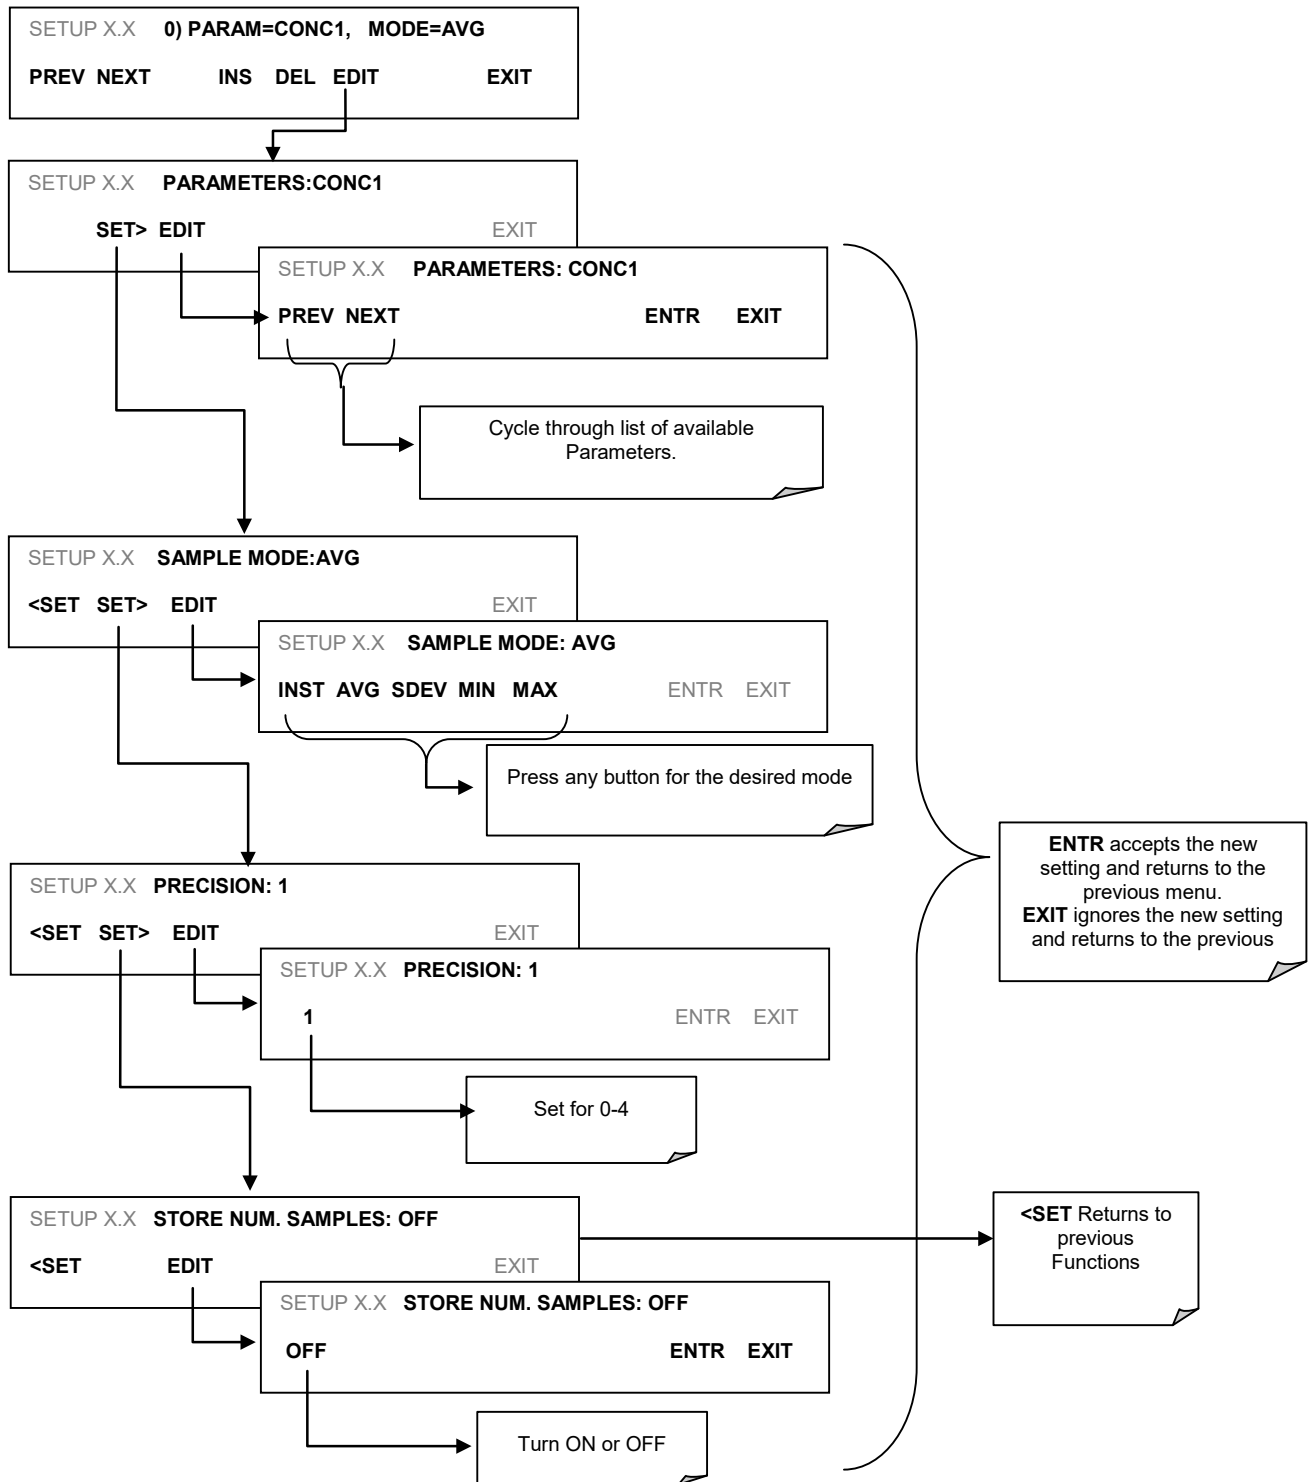 SETUP X.X 0) PARAM=CONC1, MODE=AVG
PREV NEXT INS DEL EDIT EXIT
SETUP X.X PARAMETERS:CONC1
SET> EDIT EXIT
SETUP X.X PARAMETERS: CONC1
PREV NEXT ENTR EXIT
Cycle through list of available
Parameters.
SETUP X.X SAMPLE MODE:AVG
<SET SET> EDIT EXIT
SETUP X.X SAMPLE MODE: AVG
INST AVG SDEV MIN MAX ENTR EXIT
Press any button for the desired mode
ENTR accepts the new
setting and returns to the
previous menu.
EXIT ignores the new setting
and returns to the previous
SETUP X.X PRECISION: 1
<SET SET> EDIT EXIT
SETUP X.X PRECISION: 1
1 ENTR EXIT
Set for 0-4
SETUP X.X STORE NUM. SAMPLES: OFF
<SET EDIT EXIT
<SET Returns to
previous
Functions
SETUP X.X STORE NUM. SAMPLES: OFF
OFF ENTR EXIT
Turn ON or OFF